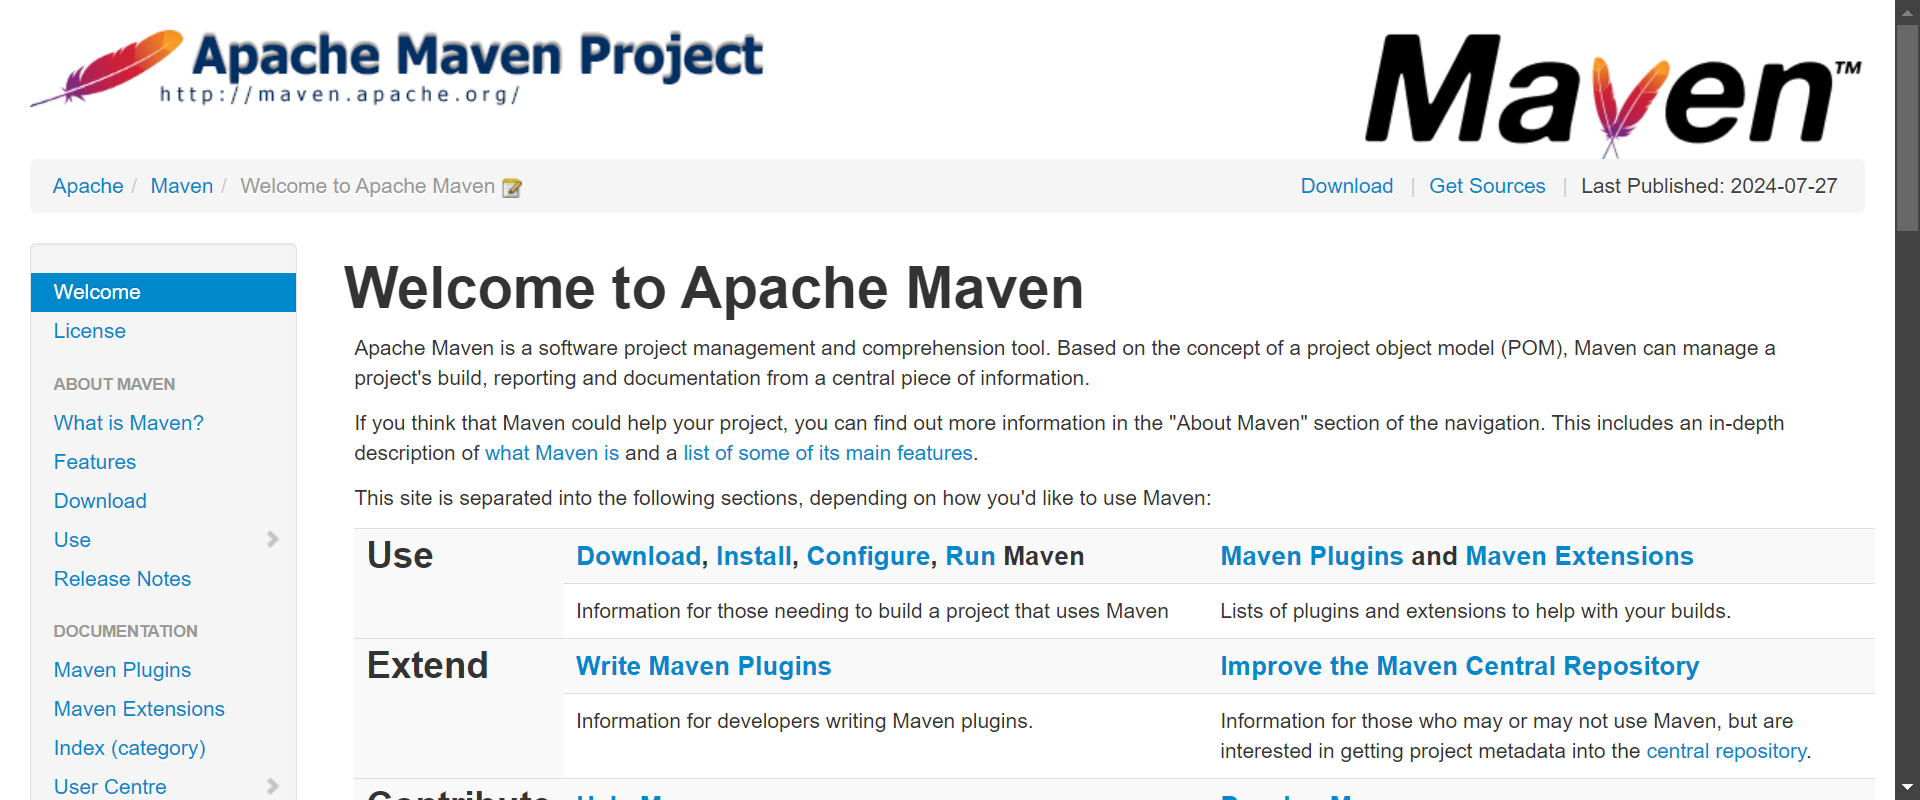 Apache Maven Project
http://maven.apache.org/
Maven™
Apache / Maven / Welcome to Apache Maven
Download | Get Sources | Last Published: 2024-07-27
Welcome
License
ABOUT MAVEN
What is Maven?
Features
Download
Use
Release Notes
DOCUMENTATION
Maven Plugins
Maven Extensions
Index (category)
User Centre
Welcome to Apache Maven
Apache Maven is a software project management and comprehension tool. Based on the concept of a project object model (POM), Maven can manage a
project's build, reporting and documentation from a central piece of information.
If you think that Maven could help your project, you can find out more information in the "About Maven" section of the navigation. This includes an in-depth
description of what Maven is and a list of some of its main features.
This site is separated into the following sections, depending on how you'd like to use Maven:
Use
Download, Install, Configure, Run Maven
Maven Plugins and Maven Extensions
Information for those needing to build a project that uses Maven
Lists of plugins and extensions to help with your builds.
Extend
Write Maven Plugins
Improve the Maven Central Repository
Information for developers writing Maven plugins.
Information for those who may or may not use Maven, but are
interested in getting project metadata into the central repository.
Contribute